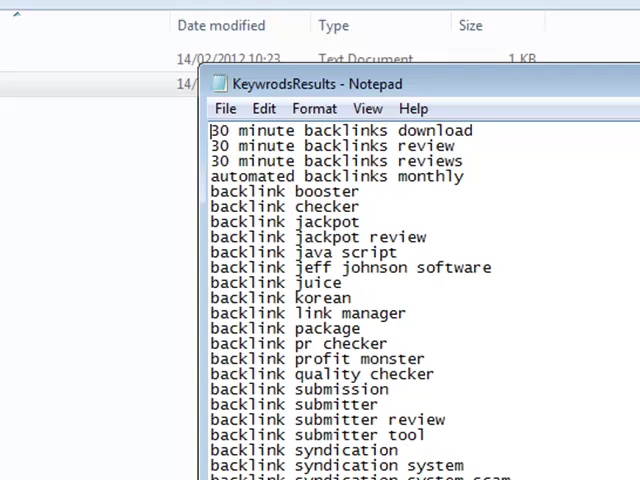 Date modified Type Size
14/02/2012 10:23 Text Document 1 KB
14/
KeywrodsResults - Notepad
File Edit Format View Help
30 minute backlinks download
30 minute backlinks review
30 minute backlinks reviews
automated backlinks monthly
backlink booster
backlink checker
backlink jackpot
backlink jackpot review
backlink java script
backlink jeff johnson software
backlink juice
backlink korean
backlink link manager
backlink package
backlink pr checker
backlink profit monster
backlink quality checker
backlink submission
backlink submitter
backlink submitter review
backlink submitter tool
backlink syndication
backlink syndication system
backlink syndication system scam